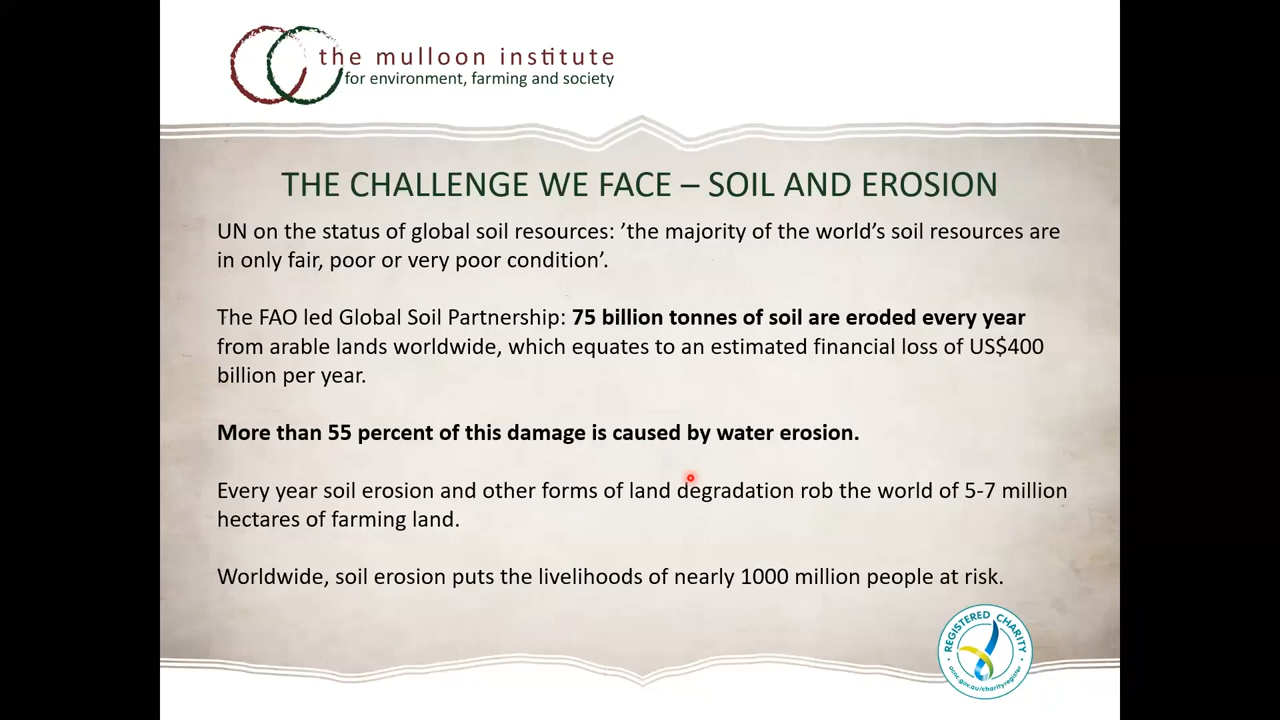 the mulloon institute
for environment, farming and society
THE CHALLENGE WE FACE – SOIL AND EROSION
UN on the status of global soil resources: ’the majority of the world’s soil resources are
in only fair, poor or very poor condition’.
The FAO led Global Soil Partnership: 75 billion tonnes of soil are eroded every year
from arable lands worldwide, which equates to an estimated financial loss of US$400
billion per year.
More than 55 percent of this damage is caused by water erosion.
Every year soil erosion and other forms of land degradation rob the world of 5-7 million
hectares of farming land.
Worldwide, soil erosion puts the livelihoods of nearly 1000 million people at risk.
REGISTERED CHARITY
acnc.gov.au/charityregister